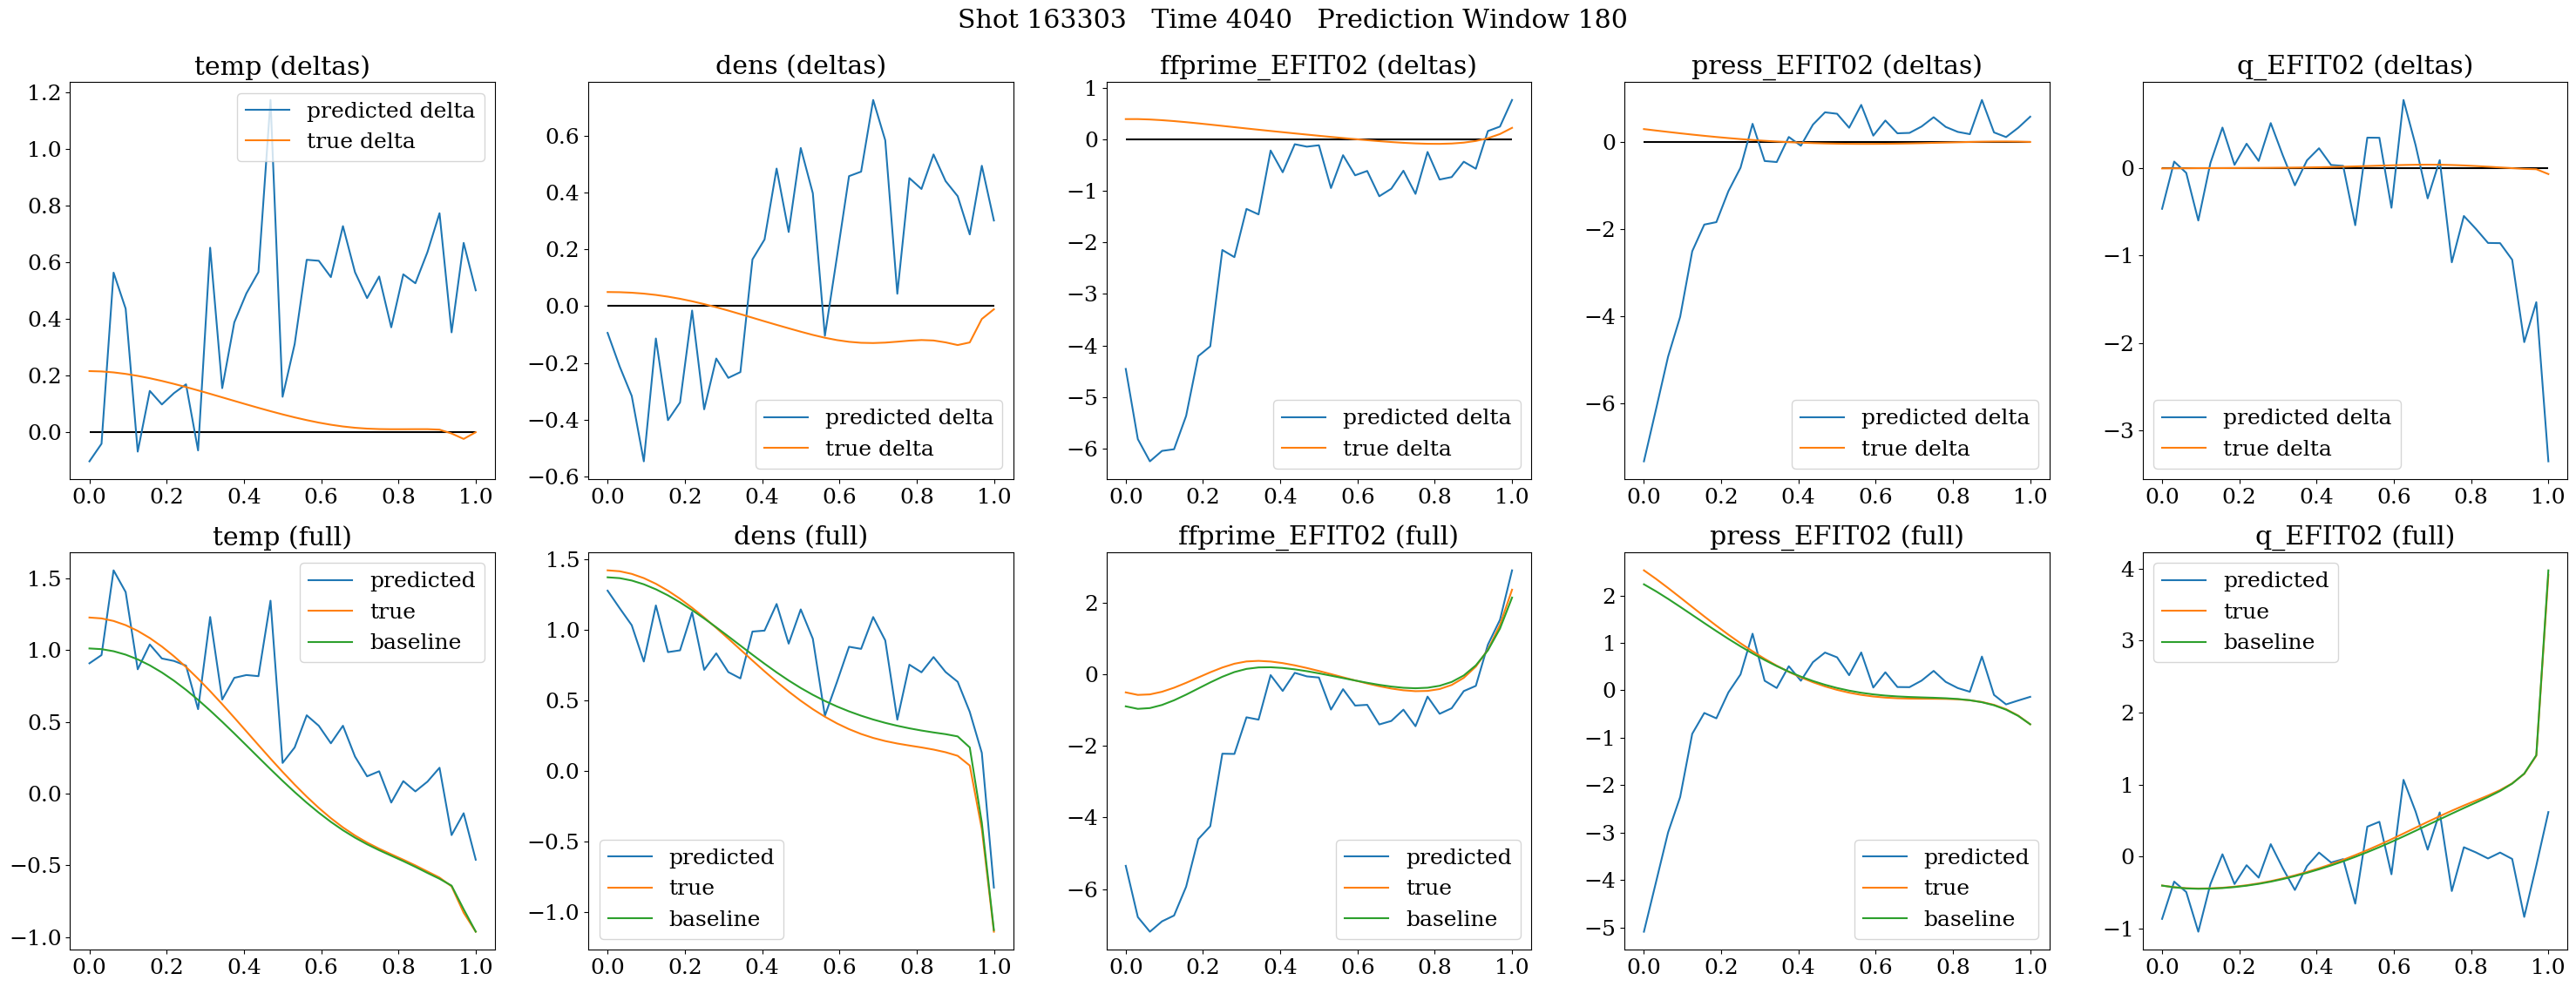 Shot 163303   Time 4040   Prediction Window 180
temp (deltas)
1.2
1.0
0.8
0.6
0.4
0.2
0.0
0.0 0.2 0.4 0.6 0.8 1.0
predicted delta
true delta
dens (deltas)
0.6
0.4
0.2
0.0
−0.2
−0.4
−0.6
0.0 0.2 0.4 0.6 0.8 1.0
predicted delta
true delta
ffprime_EFIT02 (deltas)
1
0
−1
−2
−3
−4
−5
−6
0.0 0.2 0.4 0.6 0.8 1.0
predicted delta
true delta
press_EFIT02 (deltas)
0
−2
−4
−6
0.0 0.2 0.4 0.6 0.8 1.0
predicted delta
true delta
q_EFIT02 (deltas)
0
−1
−2
−3
0.0 0.2 0.4 0.6 0.8 1.0
predicted delta
true delta
temp (full)
1.5
1.0
0.5
0.0
−0.5
−1.0
0.0 0.2 0.4 0.6 0.8 1.0
predicted
true
baseline
dens (full)
1.5
1.0
0.5
0.0
−0.5
−1.0
0.0 0.2 0.4 0.6 0.8 1.0
predicted
true
baseline
ffprime_EFIT02 (full)
2
0
−2
−4
−6
0.0 0.2 0.4 0.6 0.8 1.0
predicted
true
baseline
press_EFIT02 (full)
2
1
0
−1
−2
−3
−4
−5
0.0 0.2 0.4 0.6 0.8 1.0
predicted
true
baseline
q_EFIT02 (full)
4
3
2
1
0
−1
0.0 0.2 0.4 0.6 0.8 1.0
predicted
true
baseline